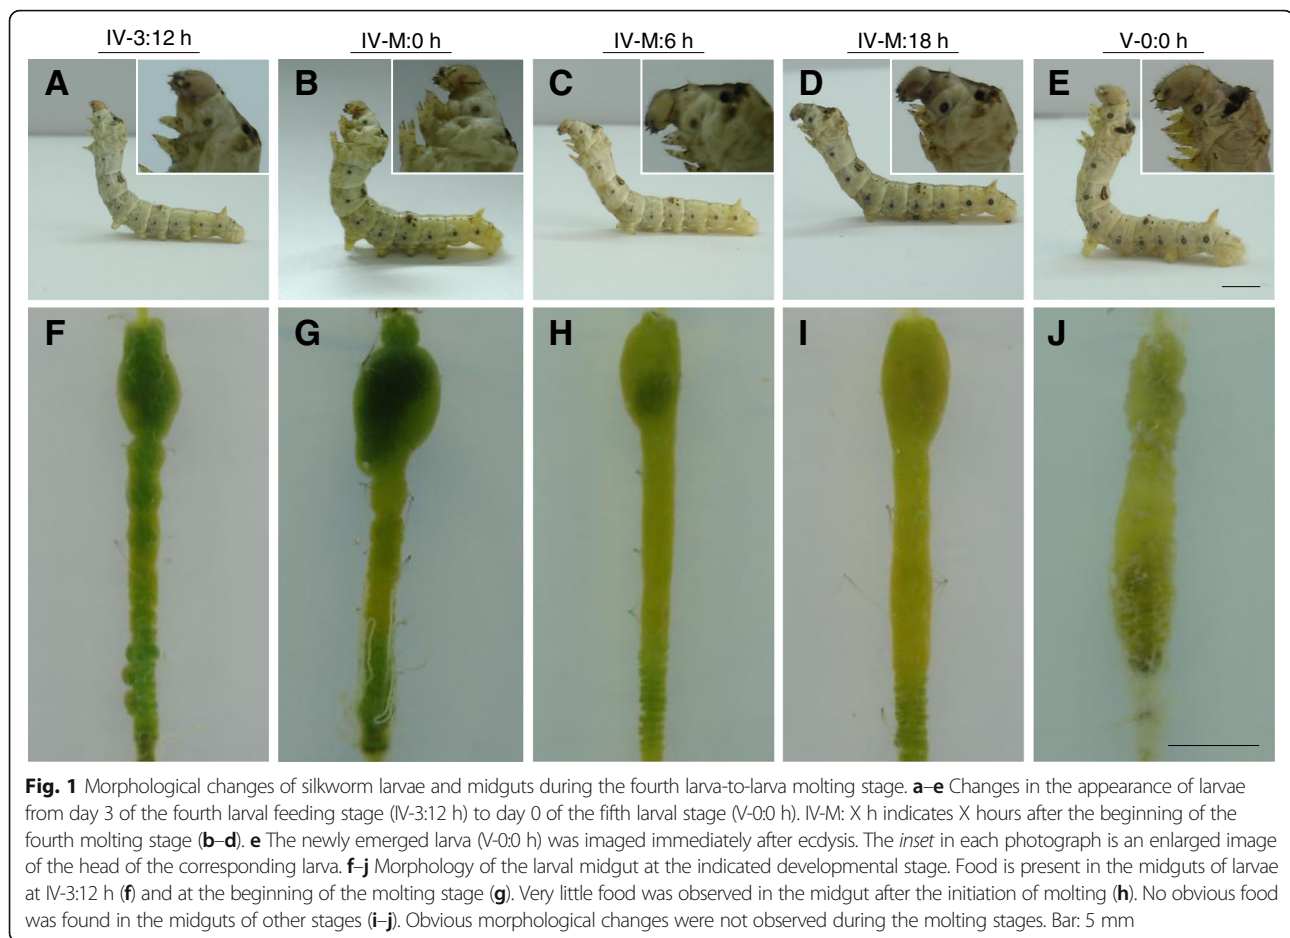 IV-3:12 h
IV-M:0 h
IV-M:6 h
IV-M:18 h
V-0:0 h
A
B
C
D
E
F
G
H
I
J
Fig. 1 Morphological changes of silkworm larvae and midguts during the fourth larva-to-larva molting stage. a–e Changes in the appearance of larvae
from day 3 of the fourth larval feeding stage (IV-3:12 h) to day 0 of the fifth larval stage (V-0:0 h). IV-M: X h indicates X hours after the beginning of the
fourth molting stage (b–d). e The newly emerged larva (V-0:0 h) was imaged immediately after ecdysis. The inset in each photograph is an enlarged image
of the head of the corresponding larva. f–j Morphology of the larval midgut at the indicated developmental stage. Food is present in the midguts of larvae
at IV-3:12 h (f) and at the beginning of the molting stage (g). Very little food was observed in the midgut after the initiation of molting (h). No obvious food
was found in the midguts of other stages (i–j). Obvious morphological changes were not observed during the molting stages. Bar: 5 mm